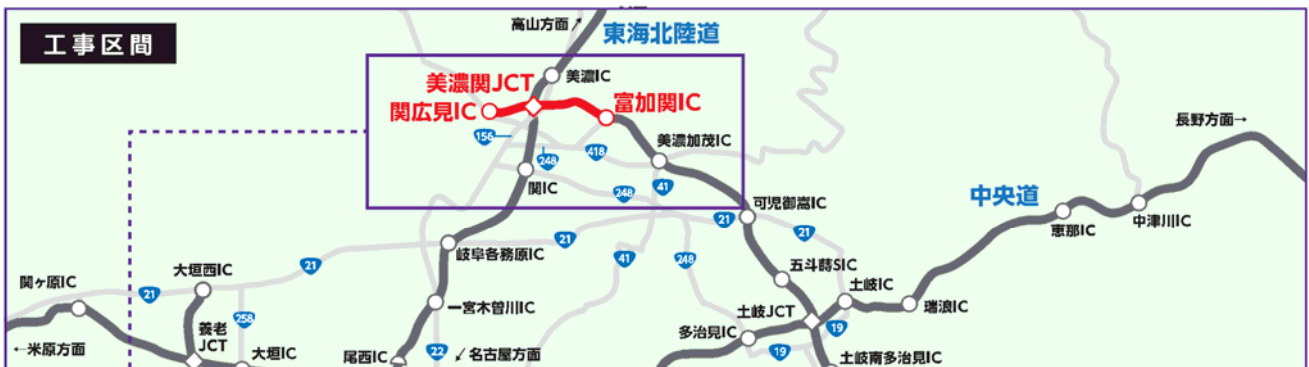 工事区間
高山方面
東海北陸道
美濃IC
美濃関JCT
関広見IC
富加関IC
156
248
418
美濃加茂IC
長野方面→
関IC
248
41
中央道
可児御嵩IC
21
21
中津川IC
恵那IC
21
岐阜各務原IC
41
248
五斗蒔SIC
21
大垣西IC
関ヶ原IC
21
土岐IC
瑞浪IC
一宮木曽川IC
258
土岐JCT
19
養老
JCT
多治見IC
←米原方面
大垣IC
尾西IC
22
名古屋方面
19
土岐南多治見IC